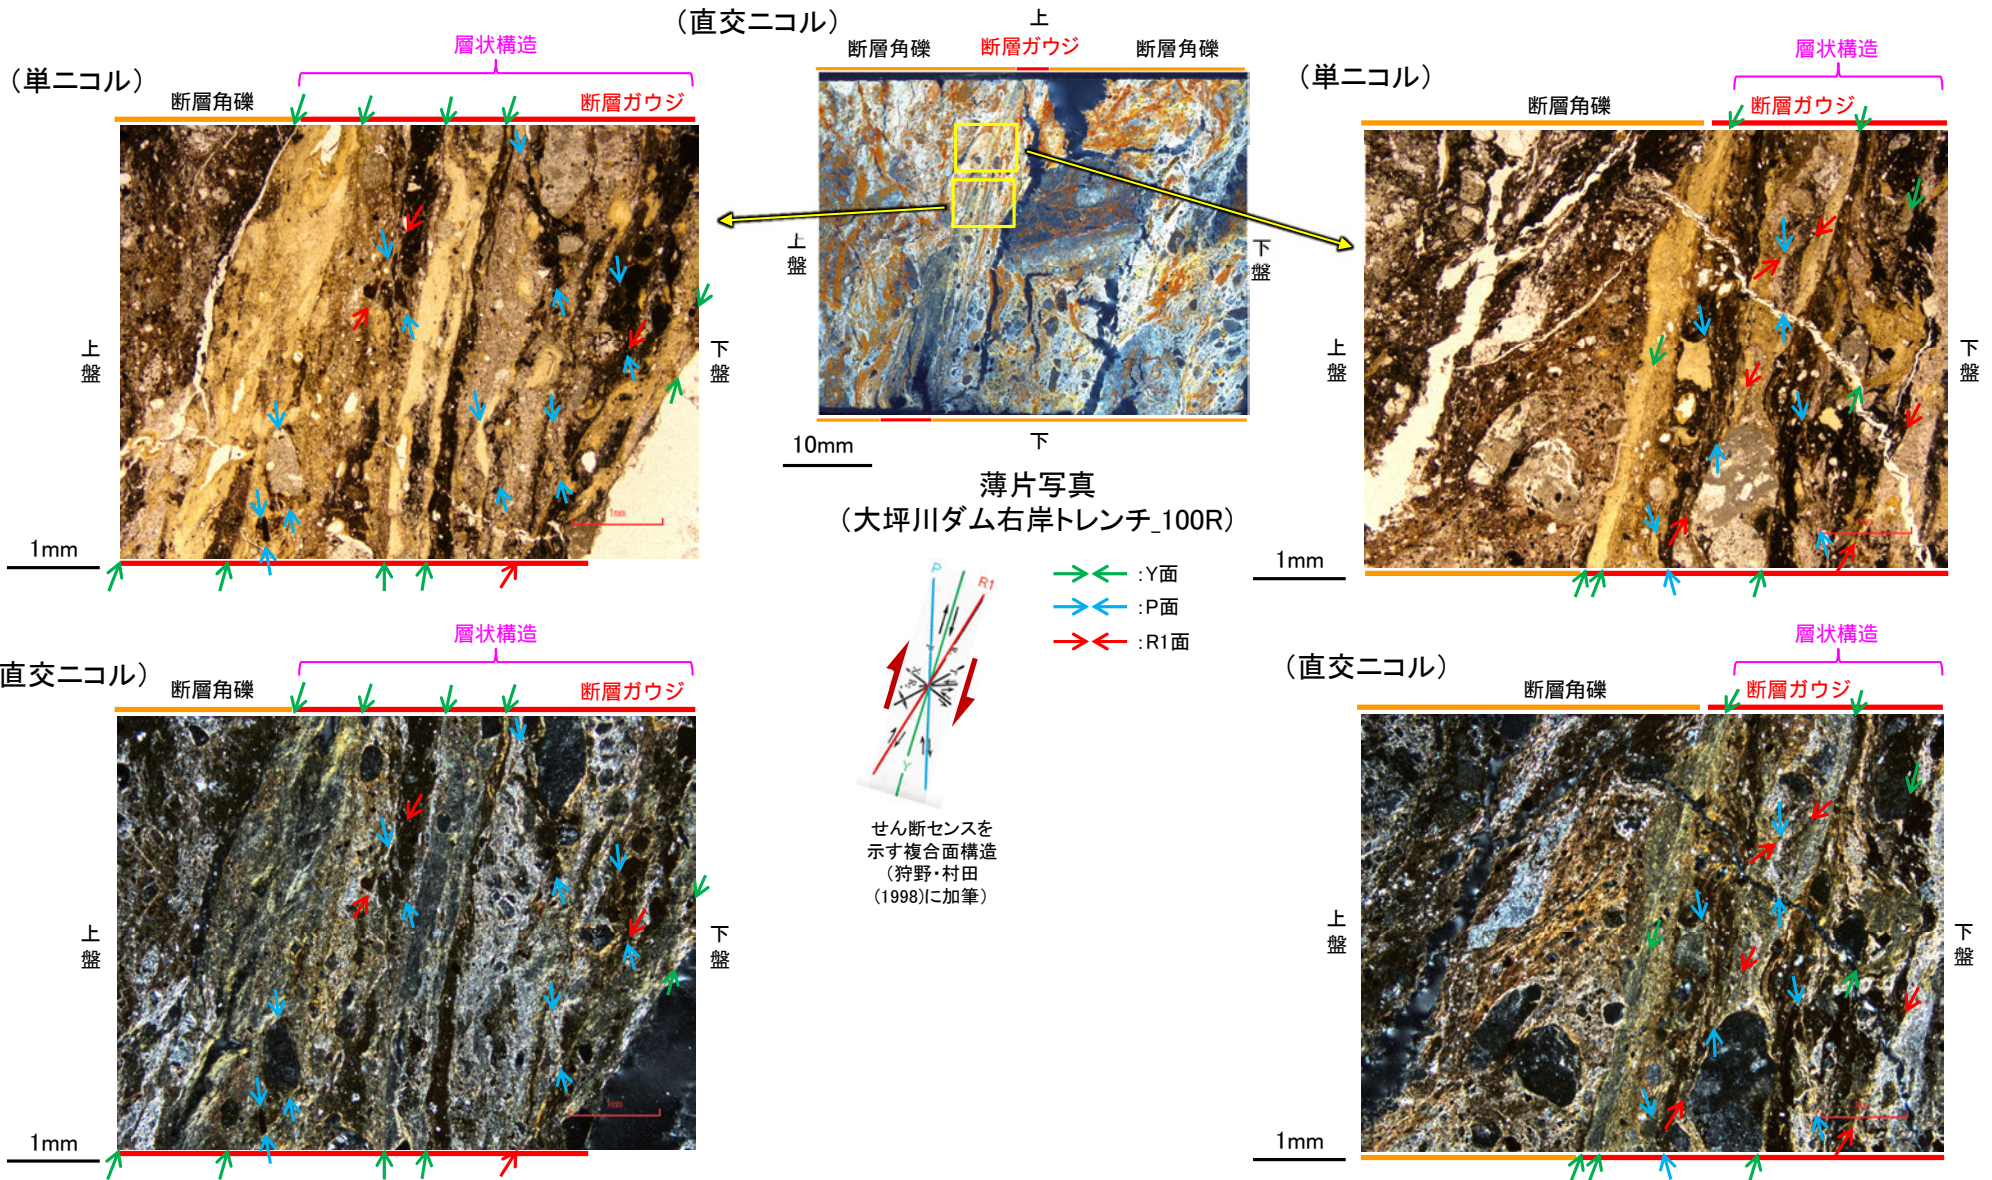 （直交ニコル）
上
断層角礫
断層ガウジ
断層角礫
上
盤
下
盤
下
10mm
薄片写真
（大坪川ダム右岸トレンチ_100R）
（単ニコル）
層状構造
断層角礫
断層ガウジ
上
盤
下
盤
1mm
1mm
直交ニコル）
層状構造
断層角礫
断層ガウジ
上
盤
下
盤
1mm
1mm
P
R1
Y
:Y面
:P面
:R1面
せん断センスを
示す複合面構造
（狩野・村田
(1998)に加筆）
（単ニコル）
層状構造
断層角礫
断層ガウジ
上
盤
下
盤
1mm
（直交ニコル）
層状構造
断層角礫
断層ガウジ
上
盤
下
盤
1mm